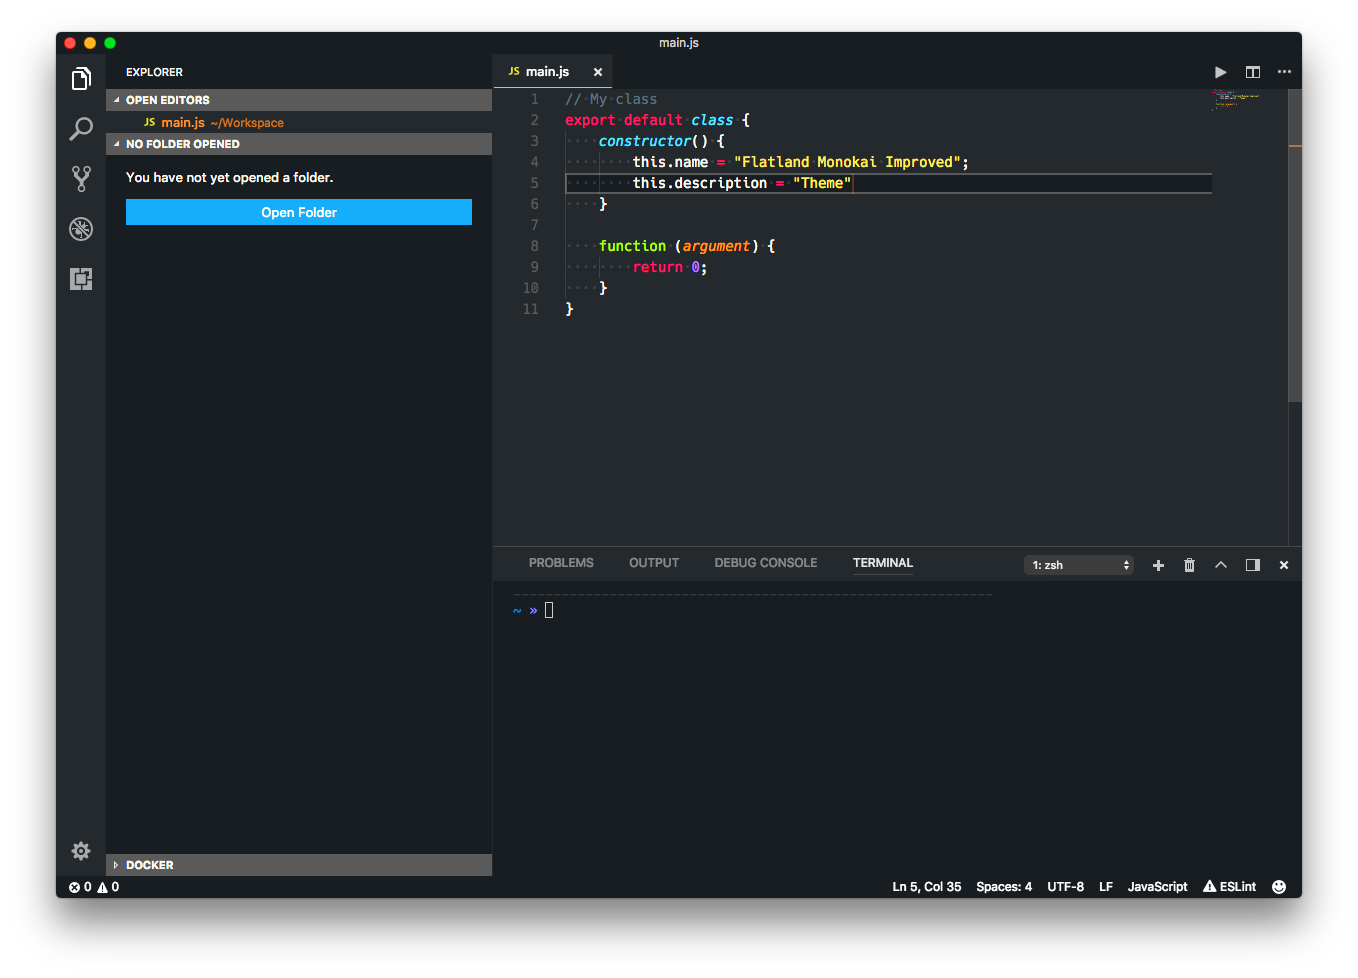 main.js
EXPLORER
OPEN EDITORS
JS main.js ~/Workspace
NO FOLDER OPENED
You have not yet opened a folder.
Open Folder
DOCKER
JS main.js
1 // My class
2 export default class {
3 constructor() {
4 this.name = "Flatland Monokai Improved";
5 this.description = "Theme"
6 }
7
8 function (argument) {
9 return 0;
10 }
11 }
PROBLEMS OUTPUT DEBUG CONSOLE TERMINAL 1: zsh
~ »
0 0 Ln 5, Col 35 Spaces: 4 UTF-8 LF JavaScript ESLint